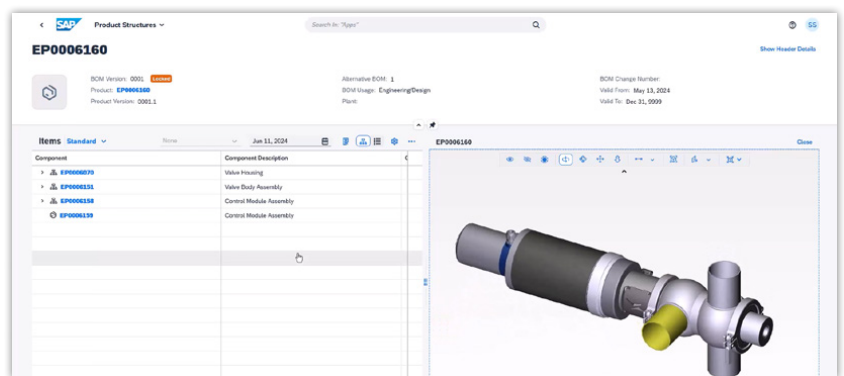 SAP Product Structures
Search In: "Apps"
SS
EP0006160
Show Header Details
BOM Version: 0001 Locked
Product: EP0006160
Product Version: 0001.1
Alternative BOM: 1
BOM Usage: Engineering/Design
Plant:
BOM Change Number:
Valid From: May 13, 2024
Valid To: Dec 31, 9999
Items Standard None Jun 11, 2024
EP0006160 Close
Component Component Description
EP0006070 Valve Housing
EP0006151 Valve Body Assembly
EP0006158 Control Module Assembly
EP0006159 Control Module Assembly